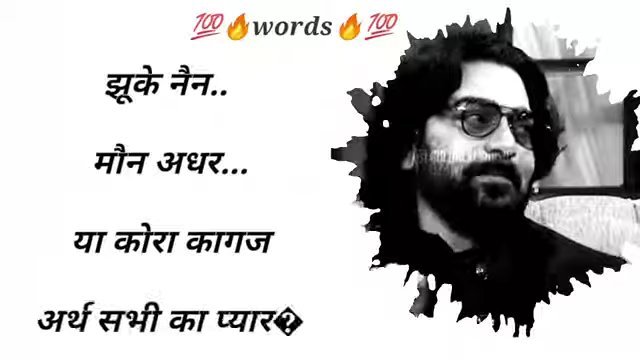 💯🔥words🔥💯
झूके नैन..
मौन अधर...
या कोरा कागज
अर्थ सभी का प्यार�